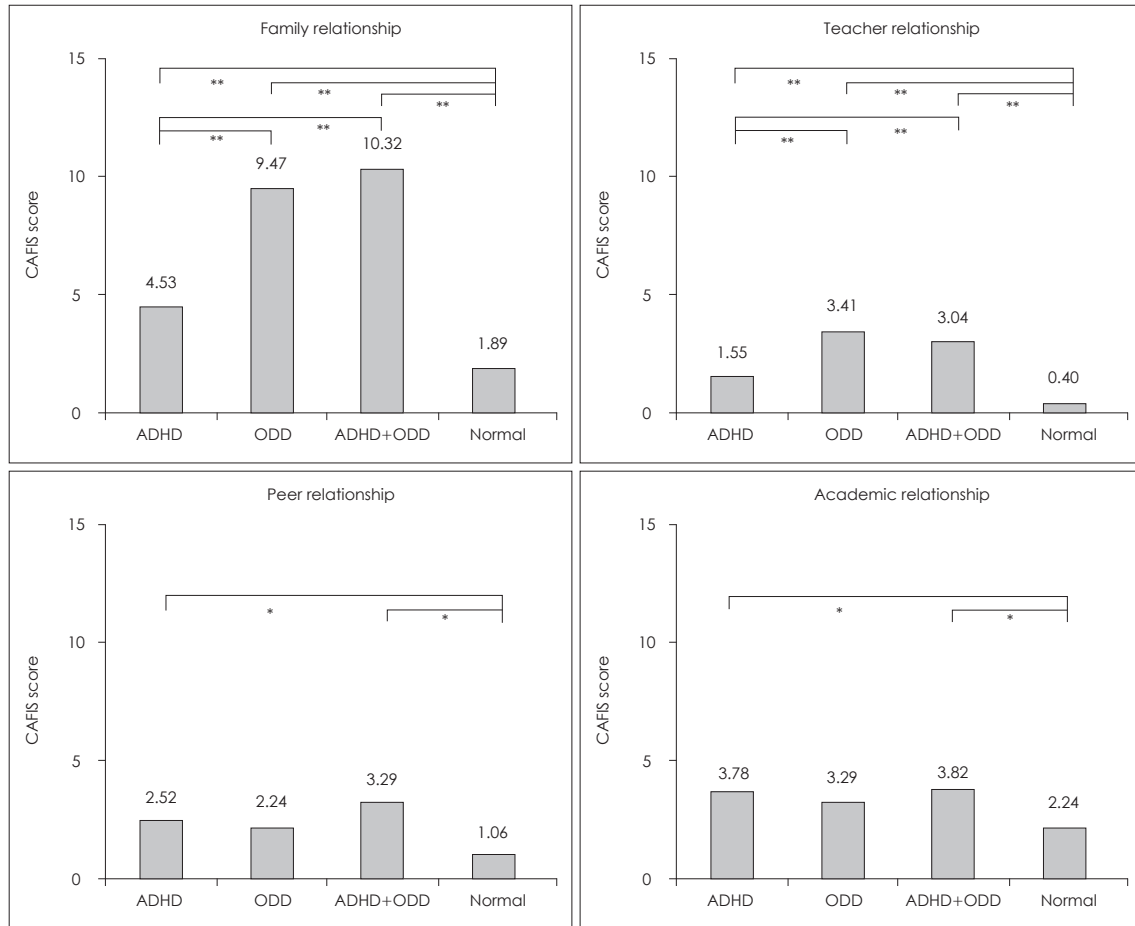 Family relationship
15
10
5
0
CAFIS score
**
**
**
**
**
4.53
9.47
10.32
1.89
ADHD
ODD
ADHD+ODD
Normal
Teacher relationship
15
10
5
0
CAFIS score
**
**
**
**
**
1.55
3.41
3.04
0.40
ADHD
ODD
ADHD+ODD
Normal
Peer relationship
15
10
5
0
CAFIS score
*
*
2.52
2.24
3.29
1.06
ADHD
ODD
ADHD+ODD
Normal
Academic relationship
15
10
5
0
CAFIS score
*
*
3.78
3.29
3.82
2.24
ADHD
ODD
ADHD+ODD
Normal